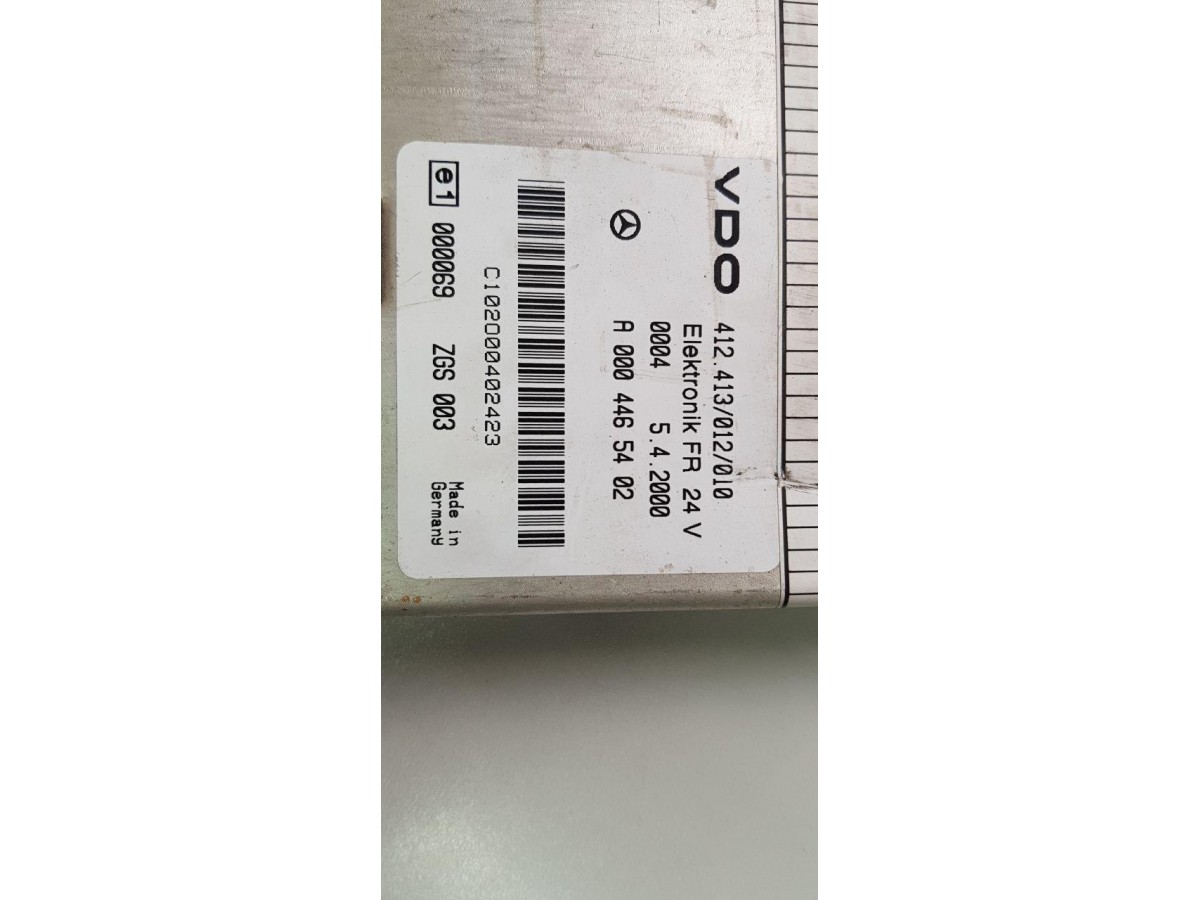 VDO 412.413/012/010
Elektronik FR 24 V
0004 5.4.2000
A 000 446 54 02
C102000402423
e1 000069 ZGS 003 Made in
Germany